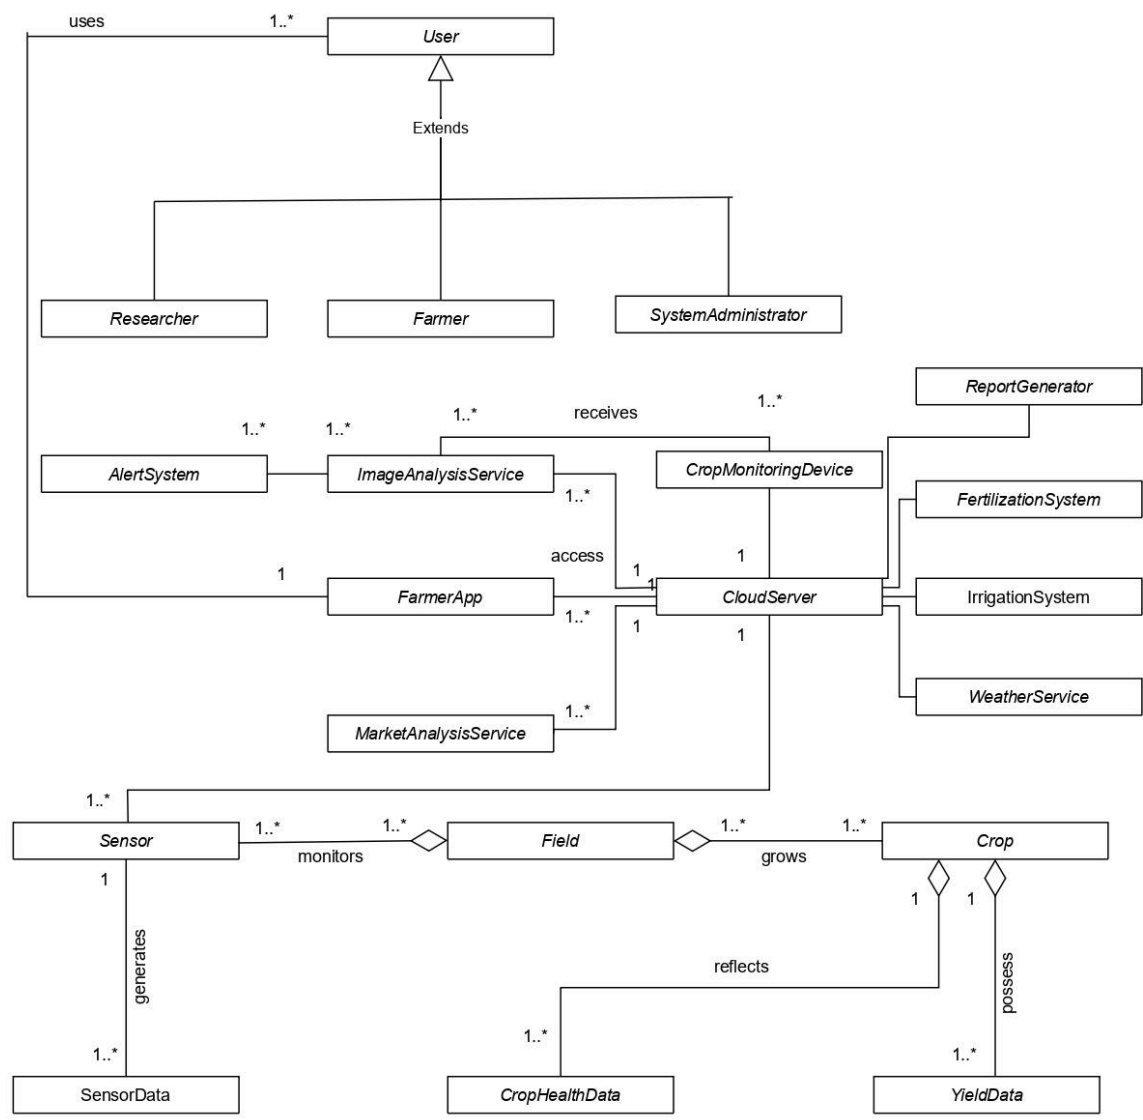 uses
1..*
User
Extends
Researcher
Farmer
SystemAdministrator
ReportGenerator
1..*
receives
1..*
1..*
1..*
AlertSystem
ImageAnalysisService
CropMonitoringDevice
1..*
FertilizationSystem
access
1
1
1
1
FarmerApp
CloudServer
IrrigationSystem
1..*
1
1
WeatherService
1..*
MarketAnalysisService
1..*
Sensor
1..*
monitors
1..*
Field
1..*
grows
1..*
Crop
1
1
1
generates
reflects
possess
1..*
1..*
1..*
SensorData
CropHealthData
YieldData